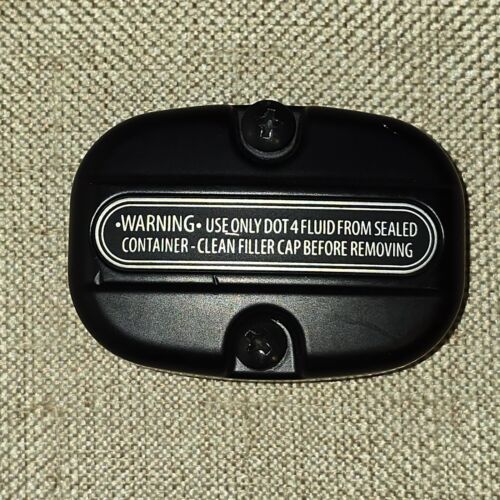 •WARNING• USE ONLY DOT 4 FLUID FROM SEALED
CONTAINER - CLEAN FILLER CAP BEFORE REMOVING